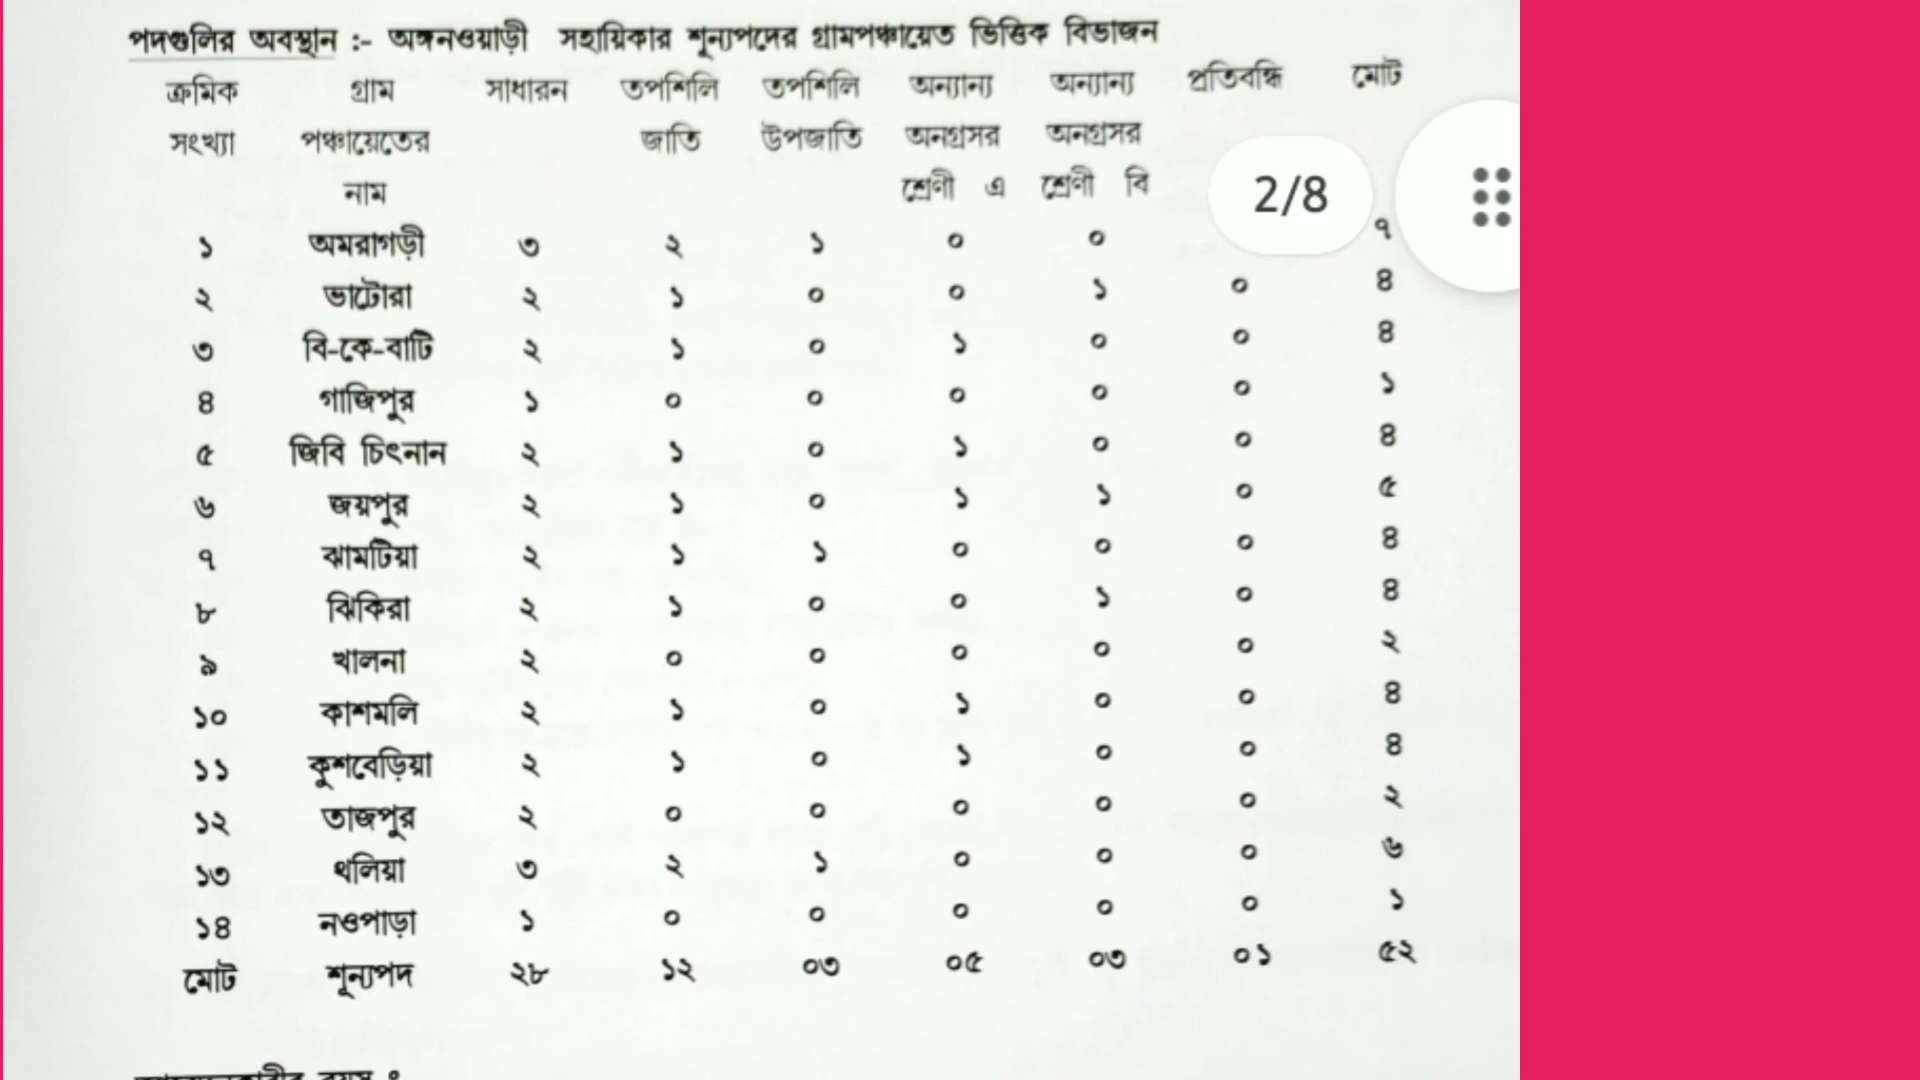 পদগুলির অবস্থান :- অঙ্গনওয়াড়ী সহায়িকার শূন্যপদের গ্রামপঞ্চায়েত ভিত্তিক বিভাজন
ক্রমিক গ্রাম সাধারন তপশিলি তপশিলি অন্যান্য অন্যান্য প্রতিবন্ধি মোট
সংখ্যা পঞ্চায়েতের জাতি উপজাতি অনগ্রসর অনগ্রসর
নাম শ্রেণী এ শ্রেণী বি
2/8
১ অমরাগড়ী ৩ ২ ১ ০ ০ ৭
২ ভাটোরা ২ ১ ০ ০ ১ ০ ৪
৩ বি-কে-বাটি ২ ১ ০ ১ ০ ০ ৪
৪ গাজিপুর ১ ০ ০ ০ ০ ০ ১
৫ জিবি চিৎনান ২ ১ ০ ১ ০ ০ ৪
৬ জয়পুর ২ ১ ০ ১ ১ ০ ৫
৭ ঝামটিয়া ২ ১ ১ ০ ০ ০ ৪
৮ ঝিকিরা ২ ১ ০ ০ ১ ০ ৪
৯ খালনা ২ ০ ০ ০ ০ ০ ২
১০ কাশমলি ২ ১ ০ ১ ০ ০ ৪
১১ কুশবেড়িয়া ২ ১ ০ ১ ০ ০ ৪
১২ তাজপুর ২ ০ ০ ০ ০ ০ ২
১৩ থলিয়া ৩ ২ ১ ০ ০ ০ ৬
১৪ নওপাড়া ১ ০ ০ ০ ০ ০ ১
মোট শূন্যপদ ২৮ ১২ ০৩ ০৫ ০৩ ০১ ৫২